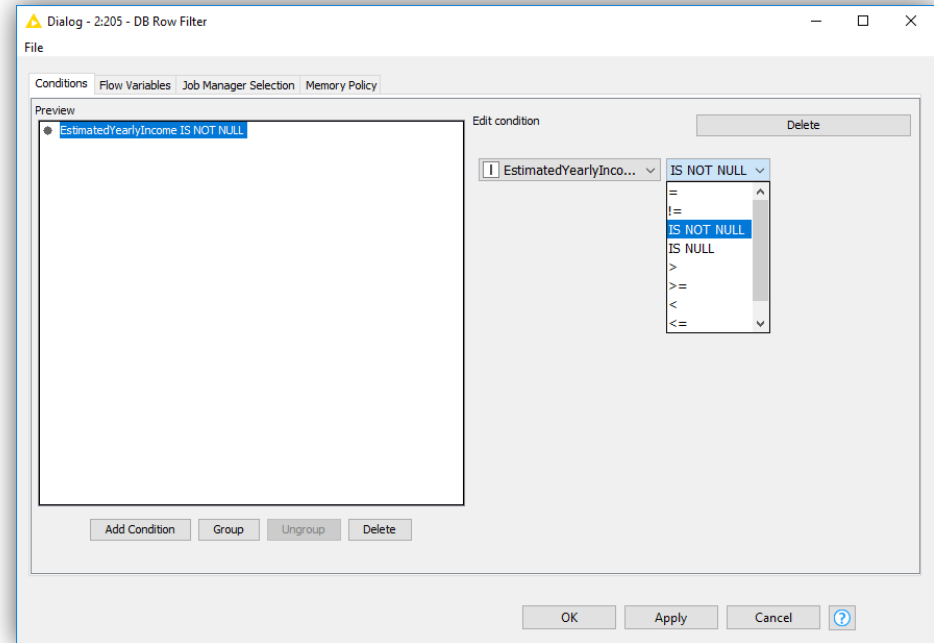 Dialog - 2:205 - DB Row Filter
File
Conditions Flow Variables Job Manager Selection Memory Policy
Preview
EstimatedYearlyIncome IS NOT NULL
Edit condition
Delete
I EstimatedYearlyInco... IS NOT NULL
=
!=
IS NOT NULL
IS NULL
>
>=
<
<=
Add Condition Group Ungroup Delete
OK Apply Cancel ?